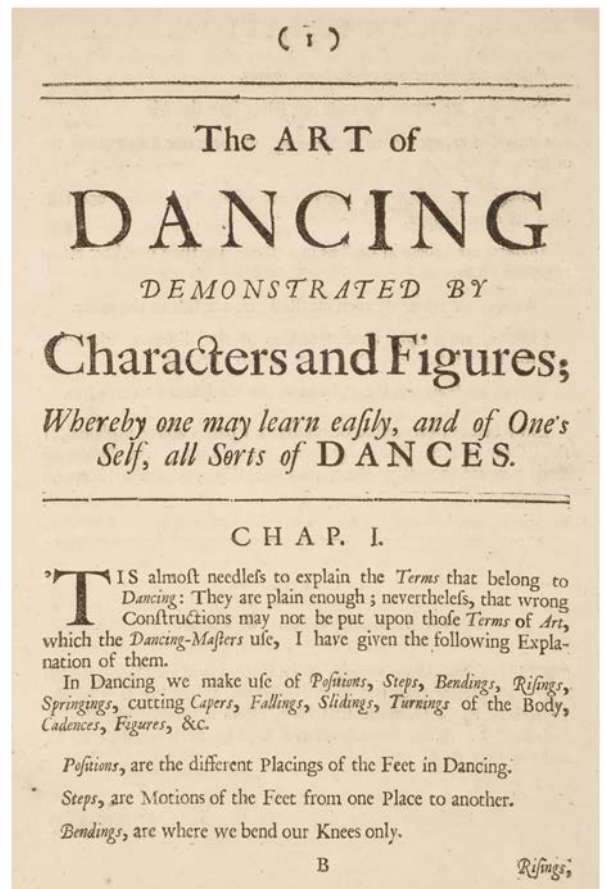 ( 1 )
The ART of
DANCING
DEMONSTRATED BY
Characters and Figures;
Whereby one may learn eaſily, and of One's
Self, all Sorts of DANCES.
CHAP. I.
'TIS almoſt needleſs to explain the Terms that belong to
Dancing: They are plain enough; nevertheleſs, that wrong
Conſtructions may not be put upon thoſe Terms of Art,
which the Dancing-Maſters uſe, I have given the following Expla-
nation of them.
In Dancing we make uſe of Poſitions, Steps, Bendings, Riſings,
Springings, cutting Capers, Fallings, Slidings, Turnings of the Body,
Cadences, Figures, &c.
Poſitions, are the different Placings of the Feet in Dancing.
Steps, are Motions of the Feet from one Place to another.
Bendings, are where we bend our Knees only.
B
Riſings,